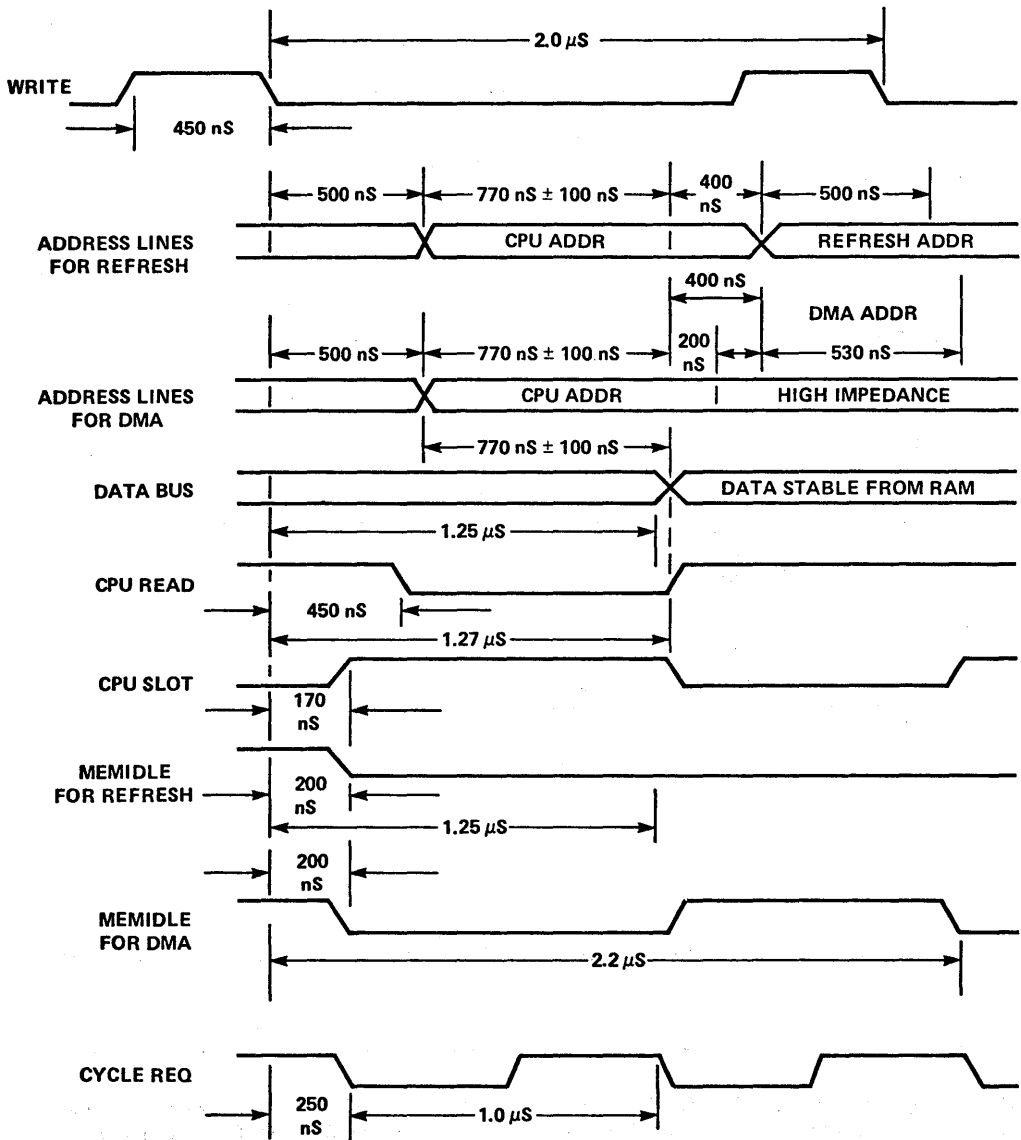 2.0 µS
WRITE
450 nS
500 nS
770 nS ± 100 nS
400
nS
500 nS
ADDRESS LINES
FOR REFRESH
CPU ADDR
REFRESH ADDR
400 nS
DMA ADDR
500 nS
770 nS ± 100 nS
200
nS
530 nS
ADDRESS LINES
FOR DMA
CPU ADDR
HIGH IMPEDANCE
770 nS ± 100 nS
DATA BUS
DATA STABLE FROM RAM
1.25 µS
CPU READ
450 nS
1.27 µS
CPU SLOT
170
nS
MEMIDLE
FOR REFRESH
200
nS
1.25 µS
200
nS
MEMIDLE
FOR DMA
2.2 µS
CYCLE REQ
250
nS
1.0 µS